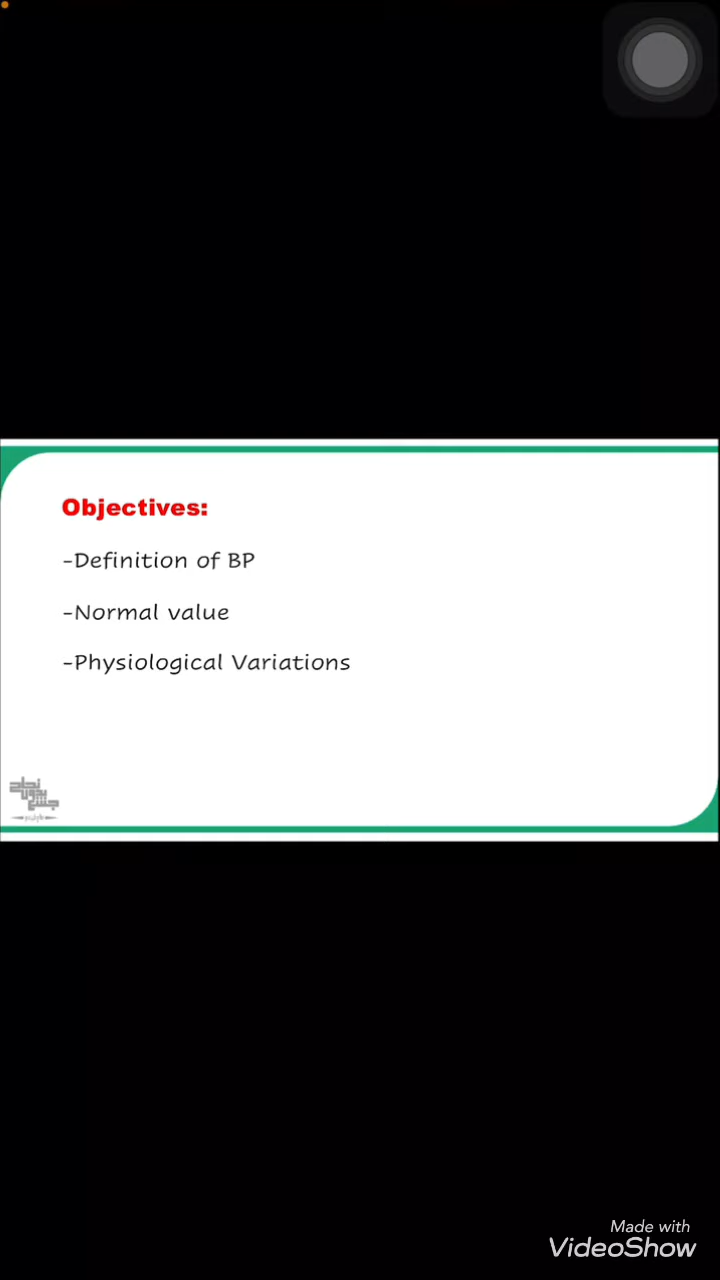 Objectives:
-Definition of BP
-Normal value
-Physiological Variations
Made with
VideoShow